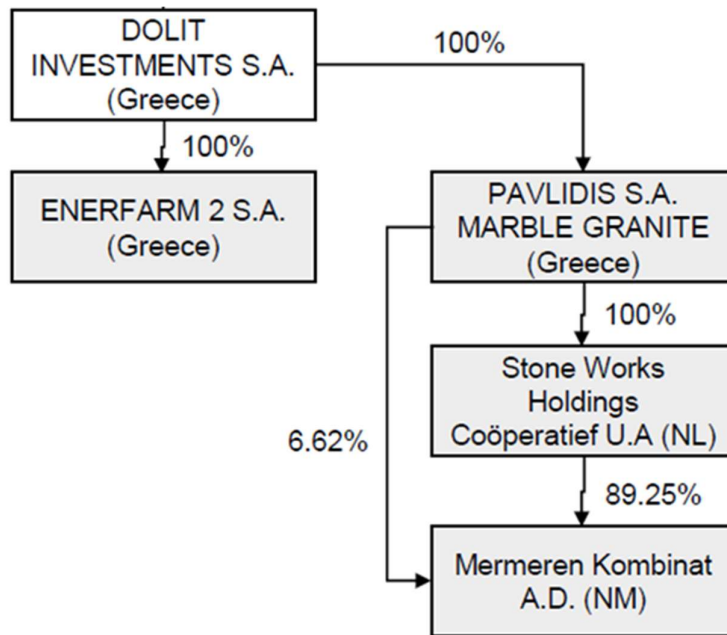 DOLIT
INVESTMENTS S.A.
(Greece)
100%
100%
ENERFARM 2 S.A.
(Greece)
PAVLIDIS S.A.
MARBLE GRANITE
(Greece)
100%
Stone Works
Holdings
Coöperatief U.A (NL)
6.62%
89.25%
Mermeren Kombinat
A.D. (NM)